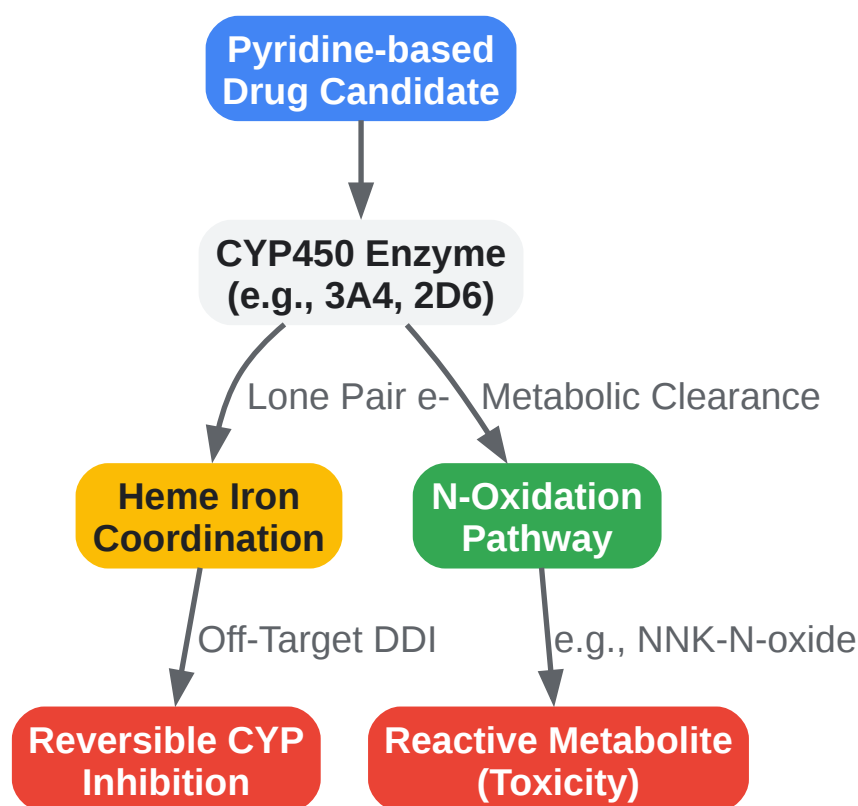 Pyridine-based
Drug Candidate
CYP450 Enzyme
(e.g., 3A4, 2D6)
Lone Pair e-
Metabolic Clearance
Heme Iron
Coordination
N-Oxidation
Pathway
Off-Target DDI
e.g., NNK-N-oxide
Reversible CYP
Inhibition
Reactive Metabolite
(Toxicity)